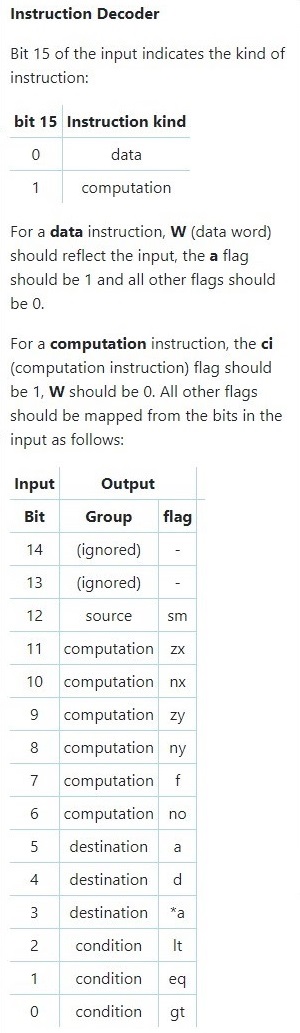 Instruction Decoder
Bit 15 of the input indicates the kind of
instruction:
bit 15 Instruction kind
0 data
1 computation
For a data instruction, W (data word)
should reflect the input, the a flag
should be 1 and all other flags should
be 0.
For a computation instruction, the ci
(computation instruction) flag should
be 1, W should be 0. All other flags
should be mapped from the bits in the
input as follows:
Input Output
Bit Group flag
14 (ignored) -
13 (ignored) -
12 source sm
11 computation zx
10 computation nx
9 computation zy
8 computation ny
7 computation f
6 computation no
5 destination a
4 destination d
3 destination *a
2 condition lt
1 condition eq
0 condition gt